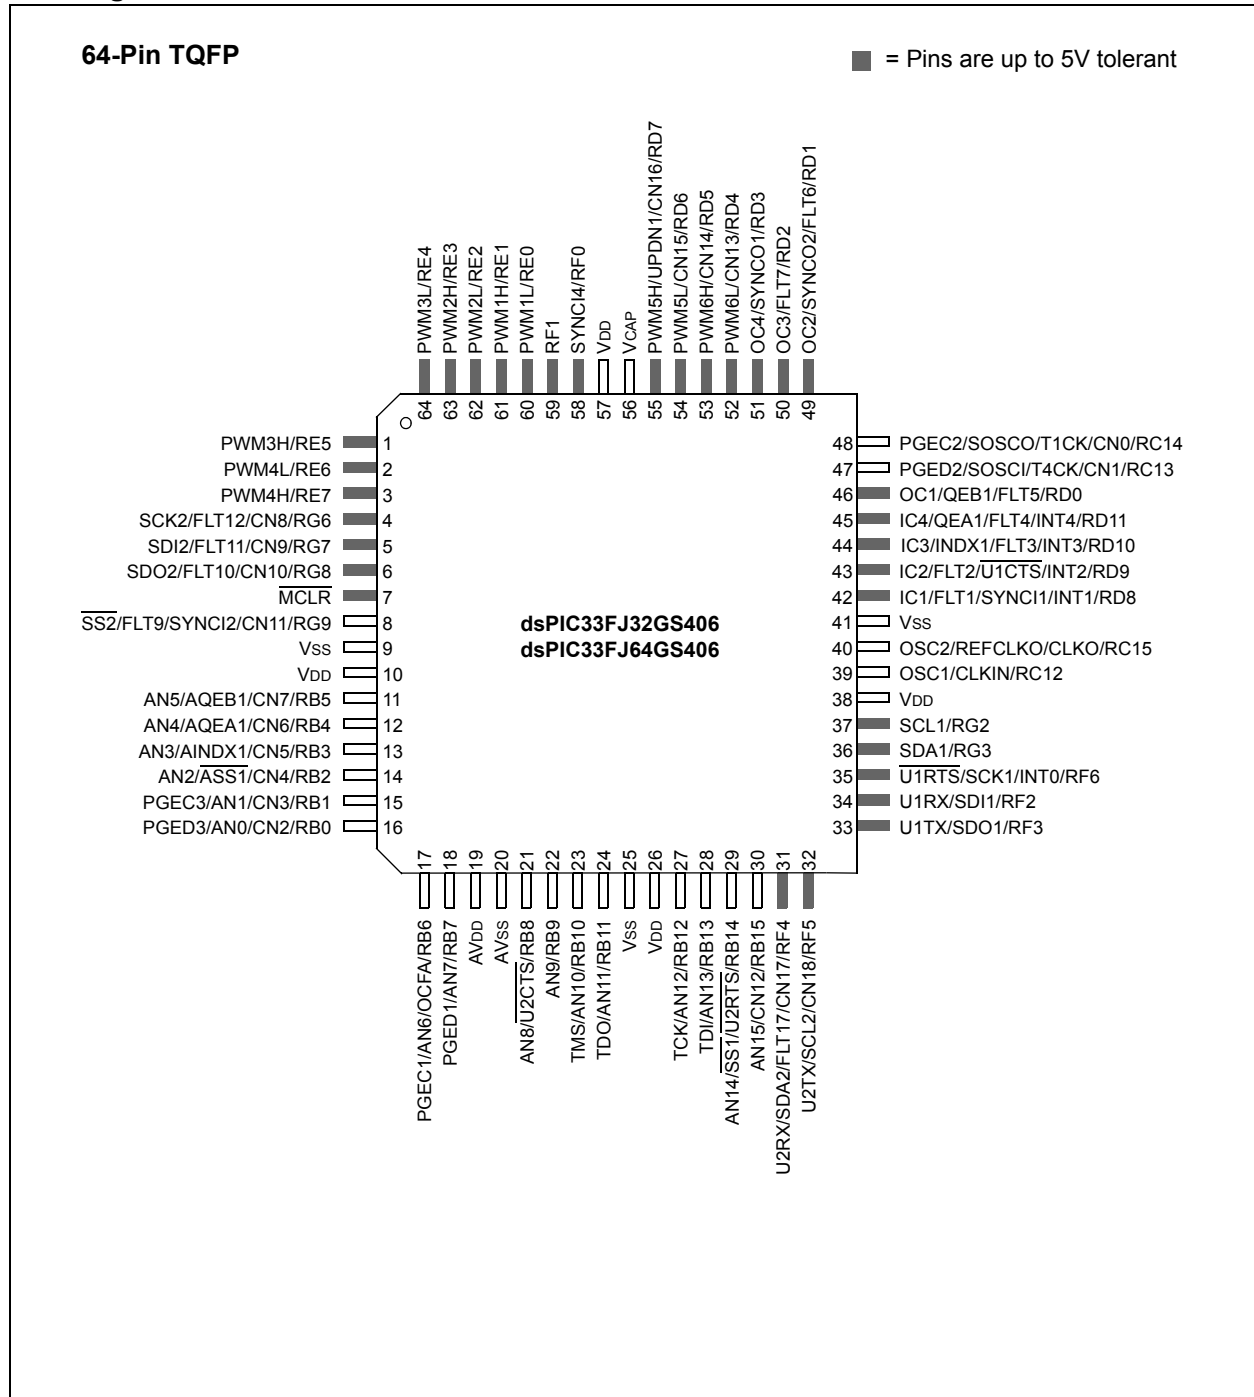 64-Pin TQFP
= Pins are up to 5V tolerant
64 PWM3L/RE4
63 PWM2H/RE3
62 PWM2L/RE2
61 PWM1H/RE1
60 PWM1L/RE0
59 RF1
58 SYNCI4/RF0
57 VDD
56 VCAP
55 PWM5H/UPDN1/CN16/RD7
54 PWM5L/CN15/RD6
53 PWM6H/CN14/RD5
52 PWM6L/CN13/RD4
51 OC4/SYNCO1/RD3
50 OC3/FLT7/RD2
49 OC2/SYNCO2/FLT6/RD1
PWM3H/RE5 1
PWM4L/RE6 2
PWM4H/RE7 3
SCK2/FLT12/CN8/RG6 4
SDI2/FLT11/CN9/RG7 5
SDO2/FLT10/CN10/RG8 6
MCLR 7
SS2/FLT9/SYNCI2/CN11/RG9 8
VSS 9
VDD 10
AN5/AQEB1/CN7/RB5 11
AN4/AQEA1/CN6/RB4 12
AN3/AINDX1/CN5/RB3 13
AN2/ASS1/CN4/RB2 14
PGEC3/AN1/CN3/RB1 15
PGED3/AN0/CN2/RB0 16
dsPIC33FJ32GS406
dsPIC33FJ64GS406
48 PGEC2/SOSCO/T1CK/CN0/RC14
47 PGED2/SOSCI/T4CK/CN1/RC13
46 OC1/QEB1/FLT5/RD0
45 IC4/QEA1/FLT4/INT4/RD11
44 IC3/INDX1/FLT3/INT3/RD10
43 IC2/FLT2/U1CTS/INT2/RD9
42 IC1/FLT1/SYNCI1/INT1/RD8
41 VSS
40 OSC2/REFCLKO/CLKO/RC15
39 OSC1/CLKIN/RC12
38 VDD
37 SCL1/RG2
36 SDA1/RG3
35 U1RTS/SCK1/INT0/RF6
34 U1RX/SDI1/RF2
33 U1TX/SDO1/RF3
17 PGEC1/AN6/OCFA/RB6
18 PGED1/AN7/RB7
19 AVDD
20 AVSS
21 AN8/U2CTS/RB8
22 AN9/RB9
23 TMS/AN10/RB10
24 TDO/AN11/RB11
25 VSS
26 VDD
27 TCK/AN12/RB12
28 TDI/AN13/RB13
29 AN14/SS1/U2RTS/RB14
30 AN15/CN12/RB15
31 U2RX/SDA2/FLT17/CN17/RF4
32 U2TX/SCL2/CN18/RF5